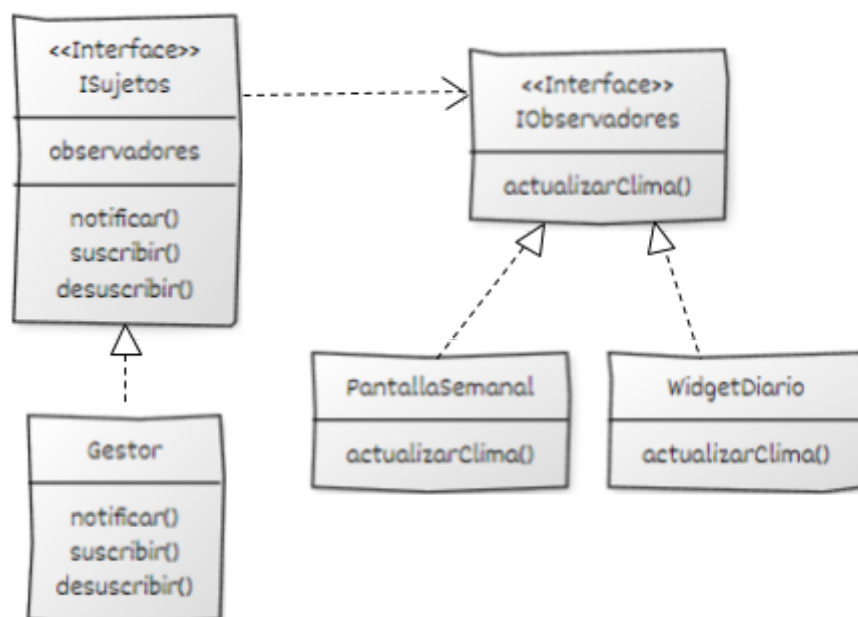 <<Interface>>
ISujetos
observadores
notificar()
suscribir()
desuscribir()
<<Interface>>
IObservadores
actualizarClima()
Gestor
notificar()
suscribir()
desuscribir()
PantallaSemanal
actualizarClima()
WidgetDiario
actualizarClima()